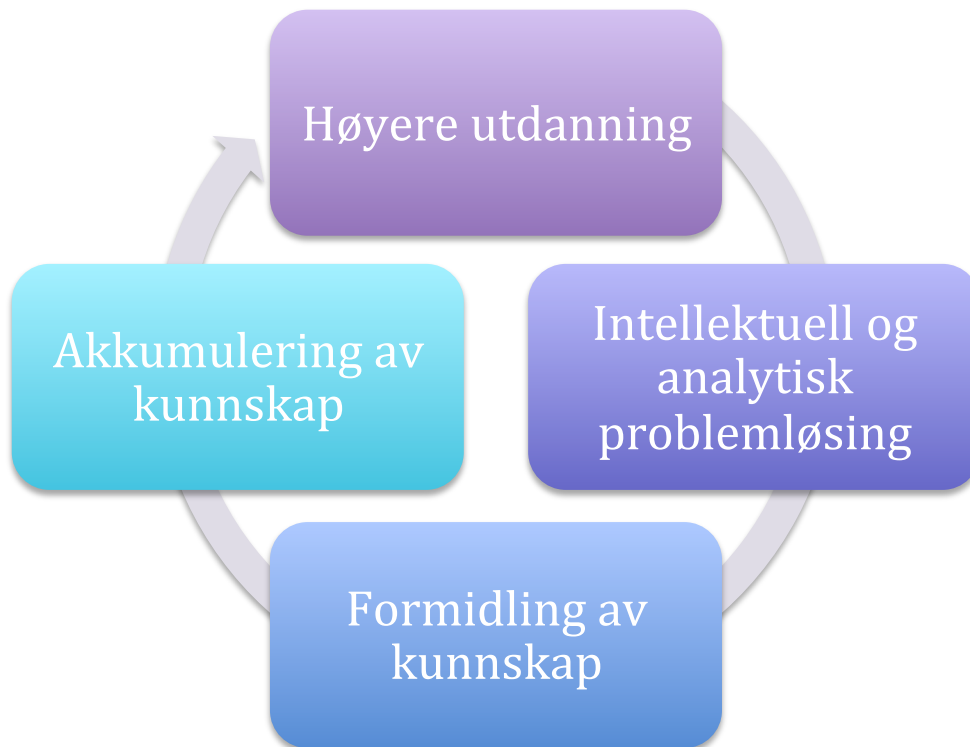 Høyere utdanning
Intellektuell og
analytisk
problemløsing
Formidling av
kunnskap
Akkumulering av
kunnskap